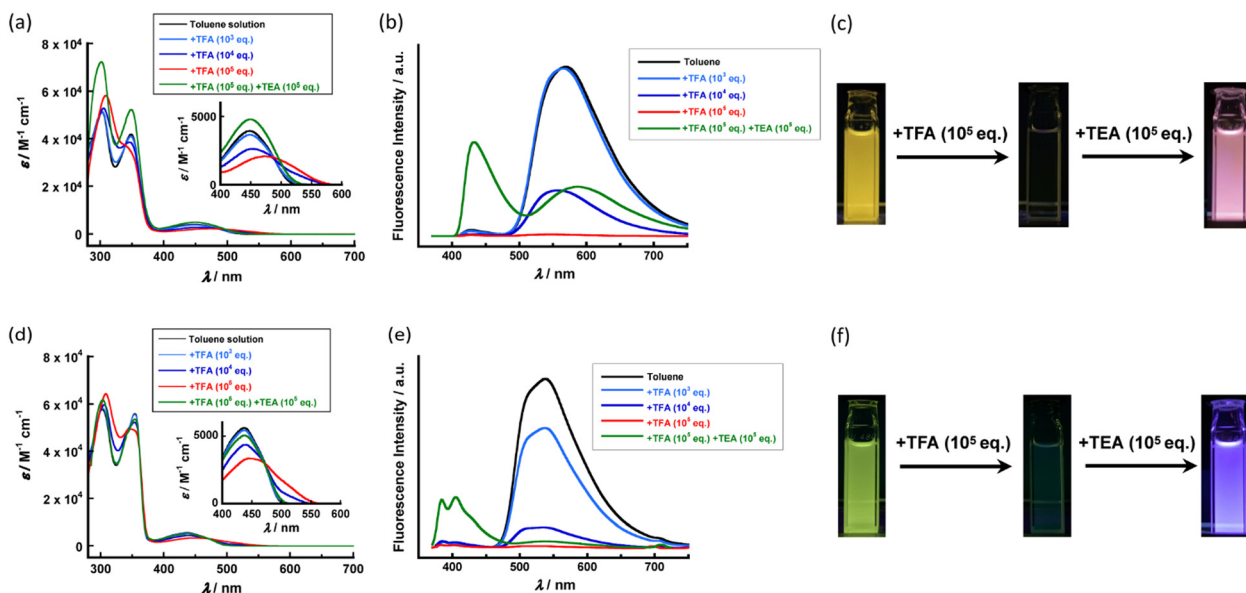 (a)
ε / M⁻¹ cm⁻¹
8 x 10⁴
6 x 10⁴
4 x 10⁴
2 x 10⁴
0
300 400 500 600 700
λ / nm
Toluene solution
+TFA (10³ eq.)
+TFA (10⁴ eq.)
+TFA (10⁵ eq.)
+TFA (10⁵ eq.) +TEA (10⁵ eq.)
ε / M⁻¹ cm⁻¹
5000
0
400 450 500 550 600
λ / nm
(b)
Fluorescence Intensity / a.u.
400 500 600 700
λ / nm
Toluene
+TFA (10³ eq.)
+TFA (10⁴ eq.)
+TFA (10⁵ eq.)
+TFA (10⁵ eq.) +TEA (10⁵ eq.)
(c)
+TFA (10⁵ eq.)
+TEA (10⁵ eq.)
(d)
ε / M⁻¹ cm⁻¹
8 x 10⁴
6 x 10⁴
4 x 10⁴
2 x 10⁴
0
300 400 500 600 700
λ / nm
Toluene solution
+TFA (10³ eq.)
+TFA (10⁴ eq.)
+TFA (10⁵ eq.)
+TFA (10⁵ eq.) +TEA (10⁵ eq.)
ε / M⁻¹ cm⁻¹
5000
0
400 450 500 550 600
λ / nm
(e)
Fluorescence Intensity / a.u.
400 500 600 700
λ / nm
Toluene
+TFA (10³ eq.)
+TFA (10⁴ eq.)
+TFA (10⁵ eq.)
+TFA (10⁵ eq.) +TEA (10⁵ eq.)
(f)
+TFA (10⁵ eq.)
+TEA (10⁵ eq.)